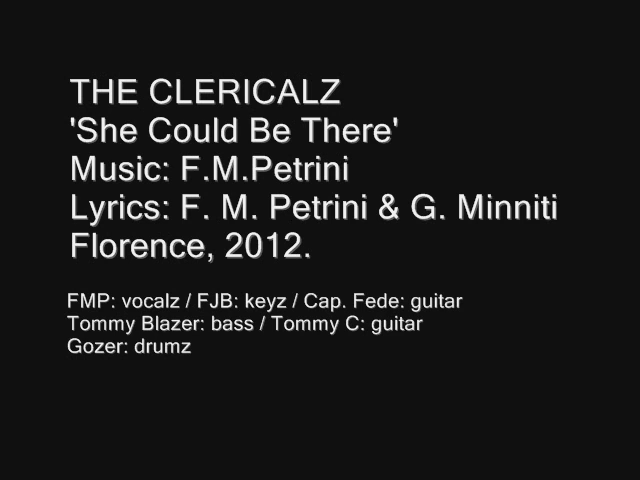 THE CLERICALZ
'She Could Be There'
Music: F.M.Petrini
Lyrics: F. M. Petrini & G. Minniti
Florence, 2012.
FMP: vocalz / FJB: keyz / Cap. Fede: guitar
Tommy Blazer: bass / Tommy C: guitar
Gozer: drumz